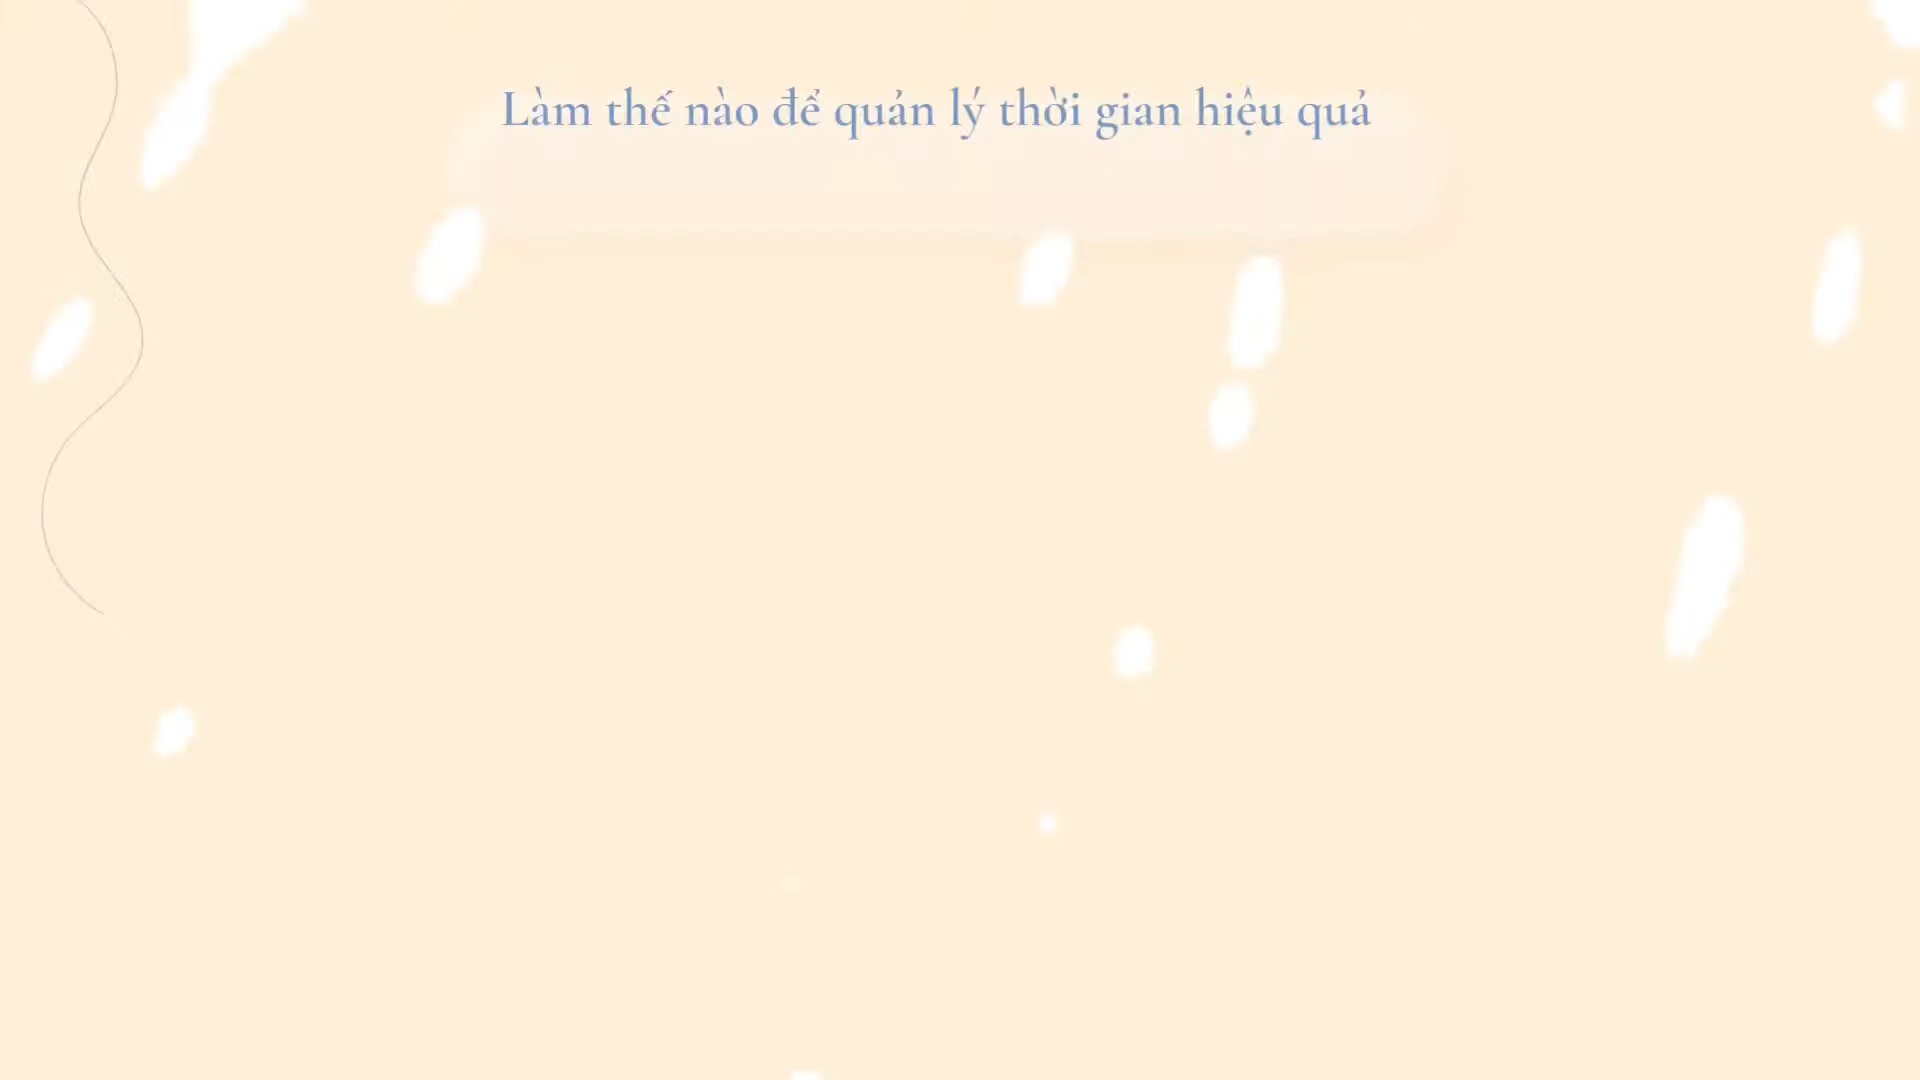 Làm thế nào để quản lý thời gian hiệu quả